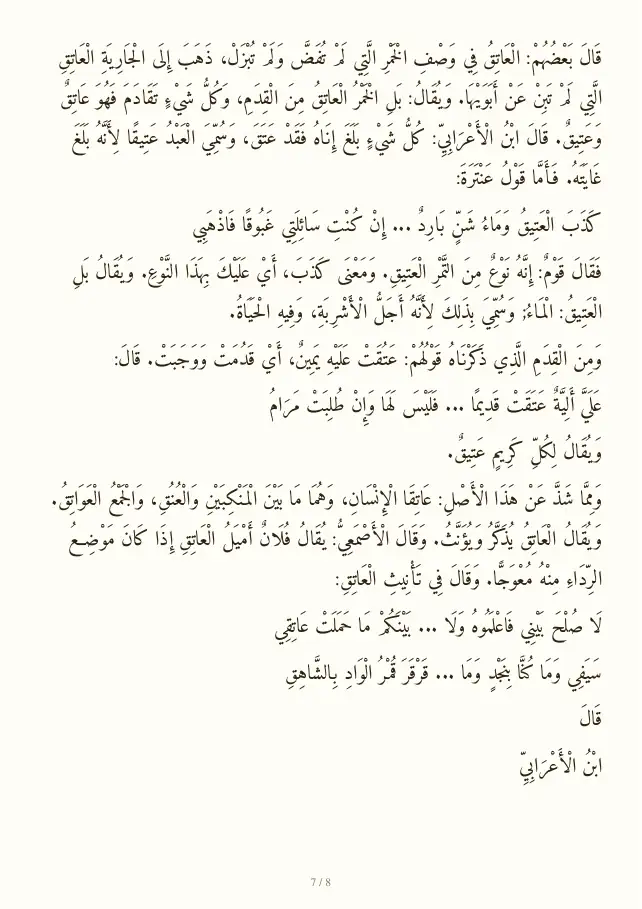 قَالَ بَعْضُهُمْ: الْعَاتِقُ فِي وَصْفِ الْخَمْرِ الَّتِي لَمْ تُفَضَّ وَلَمْ تُبْزَلْ، ذَهَبَ إِلَى الْجَارِيَةِ الْعَاتِقِ
الَّتِي لَمْ تَبِنْ عَنْ أَبَوَيْهَا. وَيُقَالُ: بَلِ الْخَمْرُ الْعَاتِقُ مِنَ الْقِدَمِ، وَكُلُّ شَيْءٍ تَقَادَمَ فَهُوَ عَاتِقٌ
وَعَتِيقٌ. قَالَ ابْنُ الْأَعْرَابِيِّ: كُلُّ شَيْءٍ بَلَغَ إِنَاهُ فَقَدْ عَتَقَ، وَسُمِّيَ الْعَبْدُ عَتِيقًا لِأَنَّهُ بَلَغَ
غَايَتَهُ. فَأَمَّا قَوْلُ عَنْتَرَةَ:
كَذَبَ الْعَتِيقُ وَمَاءُ شَنٍّ بَارِدٌ ... إِنْ كُنْتِ سَائِلَتِي غَبُوقًا فَاذْهَبِي
فَقَالَ قَوْمٌ: إِنَّهُ نَوْعٌ مِنَ التَّمْرِ الْعَتِيقِ. وَمَعْنَى كَذَبَ، أَيْ عَلَيْكَ بِهَذَا النَّوْعِ. وَيُقَالُ بَلِ
الْعَتِيقُ: الْمَاءُ; وَسُمِّيَ بِذَلِكَ لِأَنَّهُ أَجَلُّ الْأَشْرِبَةِ، وَفِيهِ الْحَيَاةُ.
وَمِنَ الْقِدَمِ الَّذِي ذَكَرْنَاهُ قَوْلُهُمْ: عَتُقَتْ عَلَيْهِ يَمِينٌ، أَيْ قَدُمَتْ وَوَجَبَتْ. قَالَ:
عَلَيَّ أَلِيَّةٌ عَتَقَتْ قَدِيمًا ... فَلَيْسَ لَهَا وَإِنْ طُلِبَتْ مَرَامُ
وَيُقَالُ لِكُلِّ كَرِيمٍ عَتِيقٌ.
وَمِمَّا شَذَّ عَنْ هَذَا الْأَصْلِ: عَاتِقَا الْإِنْسَانِ، وَهُمَا مَا بَيْنَ الْمَنْكِبَيْنِ وَالْعُنُقِ، وَالْجَمْعُ الْعَوَاتِقُ.
وَيُقَالُ الْعَاتِقُ يُذَكَّرُ وَيُؤَنَّثُ. وَقَالَ الْأَصْمَعِيُّ: يُقَالُ فُلَانٌ أَمْيَلُ الْعَاتِقِ إِذَا كَانَ مَوْضِعُ
الرِّدَاءِ مِنْهُ مُعْوَجًّا. وَقَالَ فِي تَأْنِيثِ الْعَاتِقِ:
لَا صُلْحَ بَيْنِي فَاعْلَمُوهُ وَلَا ... بَيْنَكُمْ مَا حَمَلَتْ عَاتِقِي
سَيَفِي وَمَا كُنَّا بِنَجْدٍ وَمَا ... قَرْقَرَ قُمْرُ الْوَادِ بِالشَّاهِقِ
قَالَ
ابْنُ الْأَعْرَابِيِّ
7 / 8